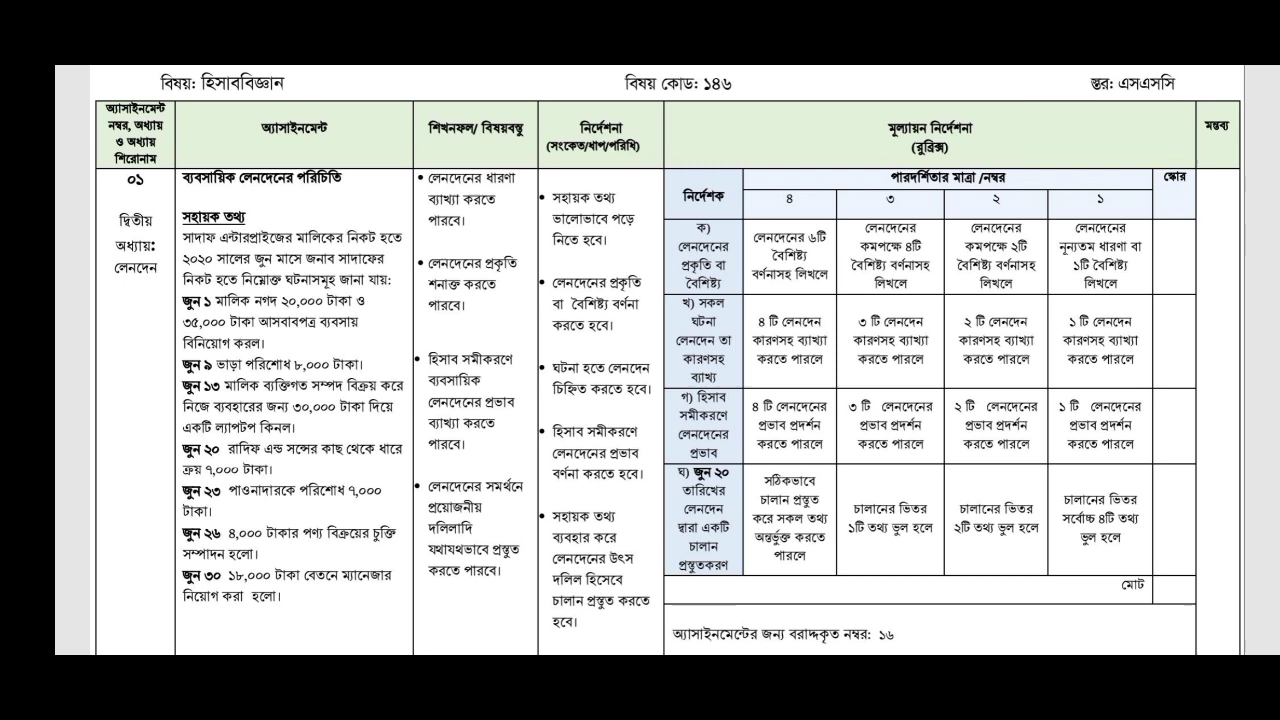 বিষয়: হিসাববিজ্ঞান
বিষয় কোড: ১৪৬
স্তর: এসএসসি
অ্যাসাইনমেন্ট
নম্বর, অধ্যায়
ও অধ্যায়
শিরোনাম
অ্যাসাইনমেন্ট
শিখনফল/ বিষয়বস্তু
নির্দেশনা
(সংকেত/ধাপ/পরিধি)
মূল্যায়ন নির্দেশনা
(রুব্রিক্স)
মন্তব্য
০১
দ্বিতীয়
অধ্যায়:
লেনদেন
ব্যবসায়িক লেনদেনের পরিচিতি
সহায়ক তথ্য
সাদাফ এন্টারপ্রাইজের মালিকের নিকট হতে
২০২০ সালের জুন মাসে জনাব সাদাফের
নিকট হতে নিম্নোক্ত ঘটনাসমূহ জানা যায়:
জুন ১ মালিক নগদ ২০,০০০ টাকা ও
৩৫,০০০ টাকা আসবাবপত্র ব্যবসায়
বিনিয়োগ করল।
জুন ৯ ভাড়া পরিশোধ ৮,০০০ টাকা।
জুন ১৩ মালিক ব্যক্তিগত সম্পদ বিক্রয় করে
নিজে ব্যবহারের জন্য ৩০,০০০ টাকা দিয়ে
একটি ল্যাপটপ কিনল।
জুন ২০ রাদিফ এন্ড সন্সের কাছ থেকে ধারে
ক্রয় ৭,০০০ টাকা।
জুন ২৩ পাওনাদারকে পরিশোধ ৭,০০০
টাকা।
জুন ২৬ ৪,০০০ টাকার পণ্য বিক্রয়ের চুক্তি
সম্পাদন হলো।
জুন ৩০ ১৮,০০০ টাকা বেতনে ম্যানেজার
নিয়োগ করা হলো।
• লেনদেনের ধারণা
ব্যাখ্যা করতে
পারবে।
• লেনদেনের প্রকৃতি
শনাক্ত করতে
পারবে।
• হিসাব সমীকরণে
ব্যবসায়িক
লেনদেনের প্রভাব
ব্যাখ্যা করতে
পারবে।
• লেনদেনের সমর্থনে
প্রয়োজনীয়
দলিলাদি
যথাযথভাবে প্রস্তুত
করতে পারবে।
• সহায়ক তথ্য
ভালোভাবে পড়ে
নিতে হবে।
• লেনদেনের প্রকৃতি
বা বৈশিষ্ট্য বর্ণনা
করতে হবে।
• ঘটনা হতে লেনদেন
চিহ্নিত করতে হবে।
• হিসাব সমীকরণে
লেনদেনের প্রভাব
বর্ণনা করতে হবে।
• সহায়ক তথ্য
ব্যবহার করে
লেনদেনের উৎস
দলিল হিসেবে
চালান প্রস্তুত করতে
হবে।
নির্দেশক
পারদর্শিতার মাত্রা /নম্বর
স্কোর
৪
৩
২
১
ক)
লেনদেনের
প্রকৃতি বা
বৈশিষ্ট্য
লেনদেনের ৬টি
বৈশিষ্ট্য
বর্ণনাসহ লিখলে
লেনদেনের
কমপক্ষে ৪টি
বৈশিষ্ট্য বর্ণনাসহ
লিখলে
লেনদেনের
কমপক্ষে ২টি
বৈশিষ্ট্য বর্ণনাসহ
লিখলে
লেনদেনের
নূন্যতম ধারণা বা
১টি বৈশিষ্ট্য
লিখলে
খ) সকল
ঘটনা
লেনদেন তা
কারণসহ
ব্যাখ্য
৪ টি লেনদেন
কারণসহ ব্যাখ্যা
করতে পারলে
৩ টি লেনদেন
কারণসহ ব্যাখ্যা
করতে পারলে
২ টি লেনদেন
কারণসহ ব্যাখ্যা
করতে পারলে
১ টি লেনদেন
কারণসহ ব্যাখ্যা
করতে পারলে
গ) হিসাব
সমীকরণে
লেনদেনের
প্রভাব
৪ টি লেনদেনের
প্রভাব প্রদর্শন
করতে পারলে
৩ টি লেনদেনের
প্রভাব প্রদর্শন
করতে পারলে
২ টি লেনদেনের
প্রভাব প্রদর্শন
করতে পারলে
১ টি লেনদেনের
প্রভাব প্রদর্শন
করতে পারলে
ঘ) জুন ২০
তারিখের
লেনদেন
দ্বারা একটি
চালান
প্রস্তুতকরণ
সঠিকভাবে
চালান প্রস্তুত
করে সকল তথ্য
অন্তর্ভুক্ত করতে
পারলে
চালানের ভিতর
১টি তথ্য ভুল হলে
চালানের ভিতর
২টি তথ্য ভুল হলে
চালানের ভিতর
সর্বোচ্চ ৪টি তথ্য
ভুল হলে
মোট
অ্যাসাইনমেন্টের জন্য বরাদ্দকৃত নম্বর: ১৬